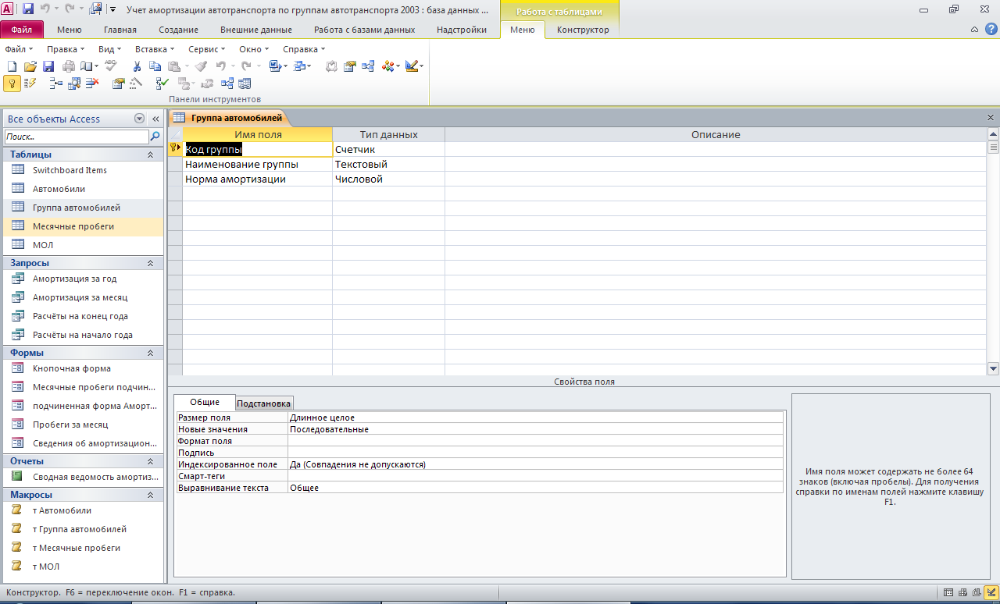 Учет амортизации автотранспорта по группам автотранспорта 2003 : база данных ...
Работа с таблицами
Файл Меню Главная Создание Внешние данные Работа с базами данных Надстройки Меню Конструктор
Файл Правка Вид Вставка Сервис Окно Справка
Панели инструментов
Все объекты Access
Поиск...
Таблицы
Switchboard Items
Автомобили
Группа автомобилей
Месячные пробеги
МОЛ
Запросы
Амортизация за год
Амортизация за месяц
Расчёты на конец года
Расчёты на начало года
Формы
Кнопочная форма
Месячные пробеги подчин...
подчиненная форма Аморт...
Пробеги за месяц
Сведения об амортизацион...
Отчеты
Сводная ведомость амортиз...
Макросы
т Автомобили
т Группа автомобилей
т Месячные пробеги
т МОЛ
Группа автомобилей
Имя поля Тип данных Описание
Код группы Счетчик
Наименование группы Текстовый
Норма амортизации Числовой
Свойства поля
Общие Подстановка
Размер поля Длинное целое
Новые значения Последовательные
Формат поля
Подпись
Индексированное поле Да (Совпадения не допускаются)
Смарт-теги
Выравнивание текста Общее
Имя поля может содержать не более 64
знаков (включая пробелы). Для получения
справки по именам полей нажмите клавишу
F1.
Конструктор. F6 = переключение окон. F1 = справка.